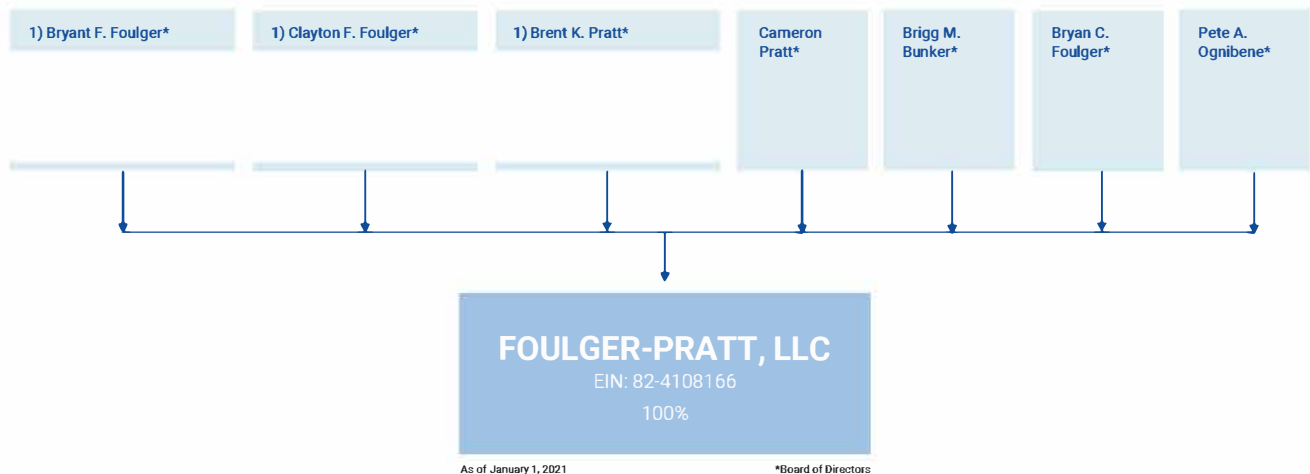 1) Bryant F. Foulger*
1) Clayton F. Foulger*
1) Brent K. Pratt*
Cameron
Pratt*
Brigg M.
Bunker*
Bryan C.
Foulger*
Pete A.
Ognibene*
FOULGER-PRATT, LLC
EIN: 82-4108166
100%
As of January 1, 2021
*Board of Directors